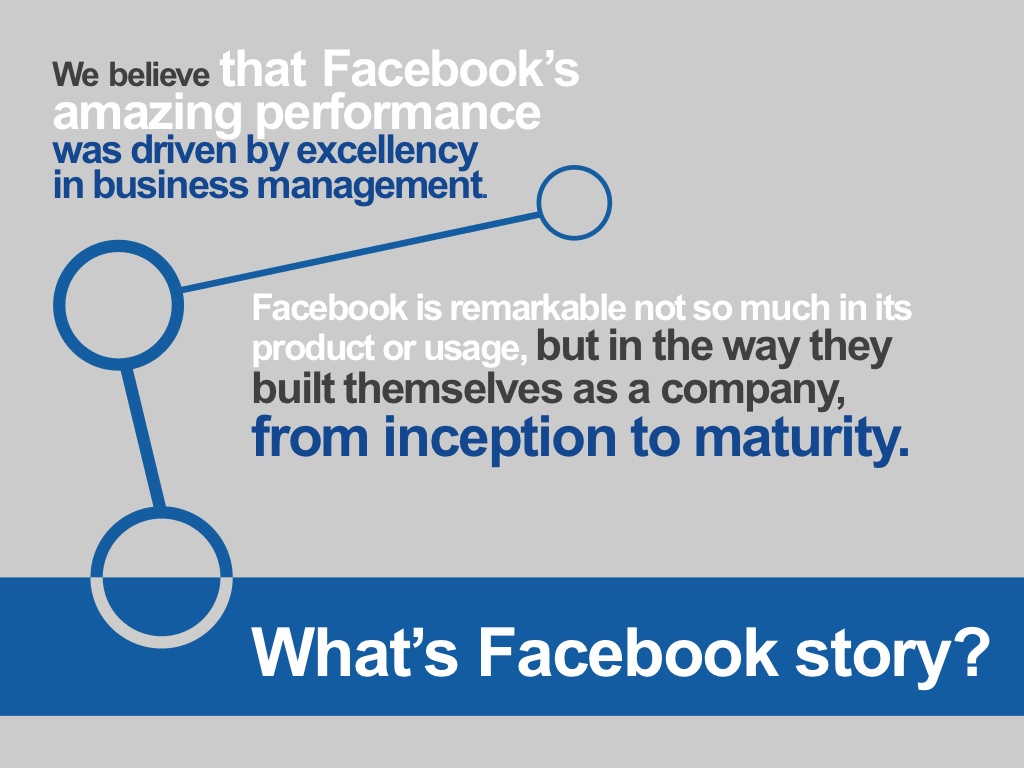 We believe that Facebook’s
amazing performance
was driven by excellency
in business management.
Facebook is remarkable not so much in its
product or usage, but in the way they
built themselves as a company,
from inception to maturity.
What’s Facebook story?